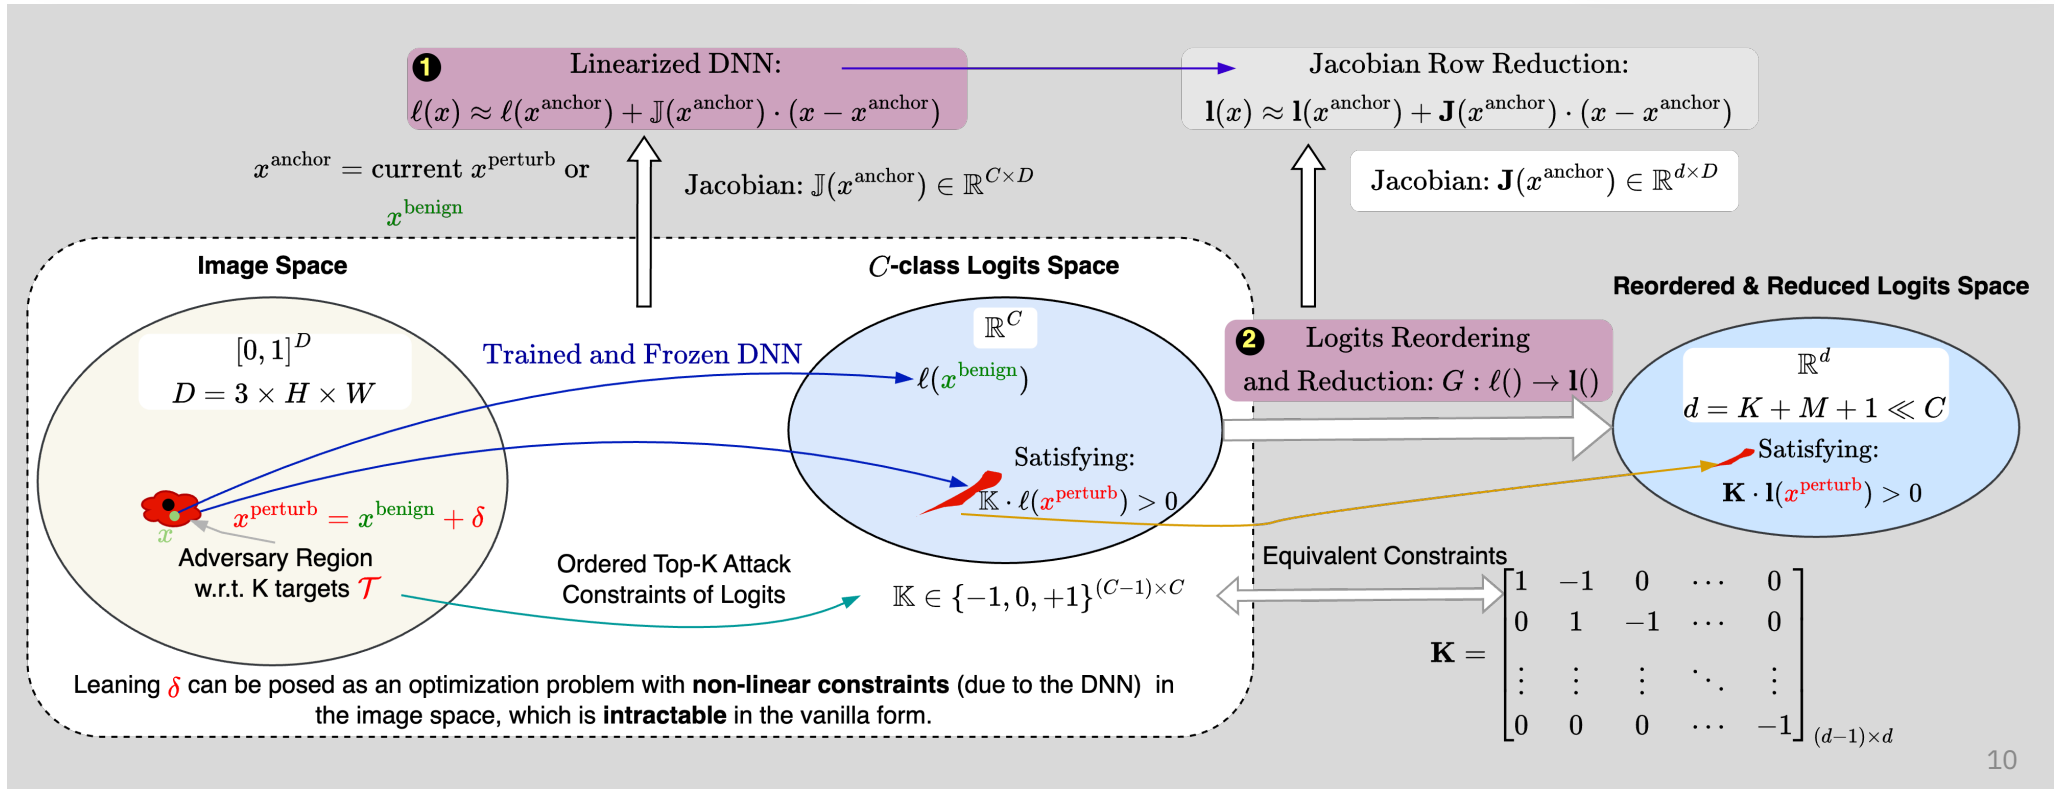 1 Linearized DNN:
ℓ(x) ≈ ℓ(x^anchor) + 𝕁(x^anchor) · (x − x^anchor)
Jacobian Row Reduction:
𝐥(x) ≈ 𝐥(x^anchor) + 𝐉(x^anchor) · (x − x^anchor)
x^anchor = current x^perturb or
x^benign
Jacobian: 𝕁(x^anchor) ∈ ℝ^{C×D}
Jacobian: 𝐉(x^anchor) ∈ ℝ^{d×D}
Image Space
[0, 1]^D
D = 3 × H × W
Trained and Frozen DNN
C-class Logits Space
ℝ^C
ℓ(x^benign)
Satisfying:
𝕂 · ℓ(x^perturb) > 0
2 Logits Reordering
and Reduction: G : ℓ() → 𝐥()
Reordered & Reduced Logits Space
ℝ^d
d = K + M + 1 ≪ C
Satisfying:
𝐊 · 𝐥(x^perturb) > 0
x^perturb = x^benign + δ
x
Adversary Region
w.r.t. K targets 𝒯
Ordered Top-K Attack
Constraints of Logits
𝕂 ∈ {−1, 0, +1}^{(C−1)×C}
Equivalent Constraints
1 −1 0 ⋯ 0
0 1 −1 ⋯ 0
𝐊 =
⋮ ⋮ ⋮ ⋱ ⋮
0 0 0 ⋯ −1
(d−1)×d
Leaning δ can be posed as an optimization problem with non-linear constraints (due to the DNN) in
the image space, which is intractable in the vanilla form.
10